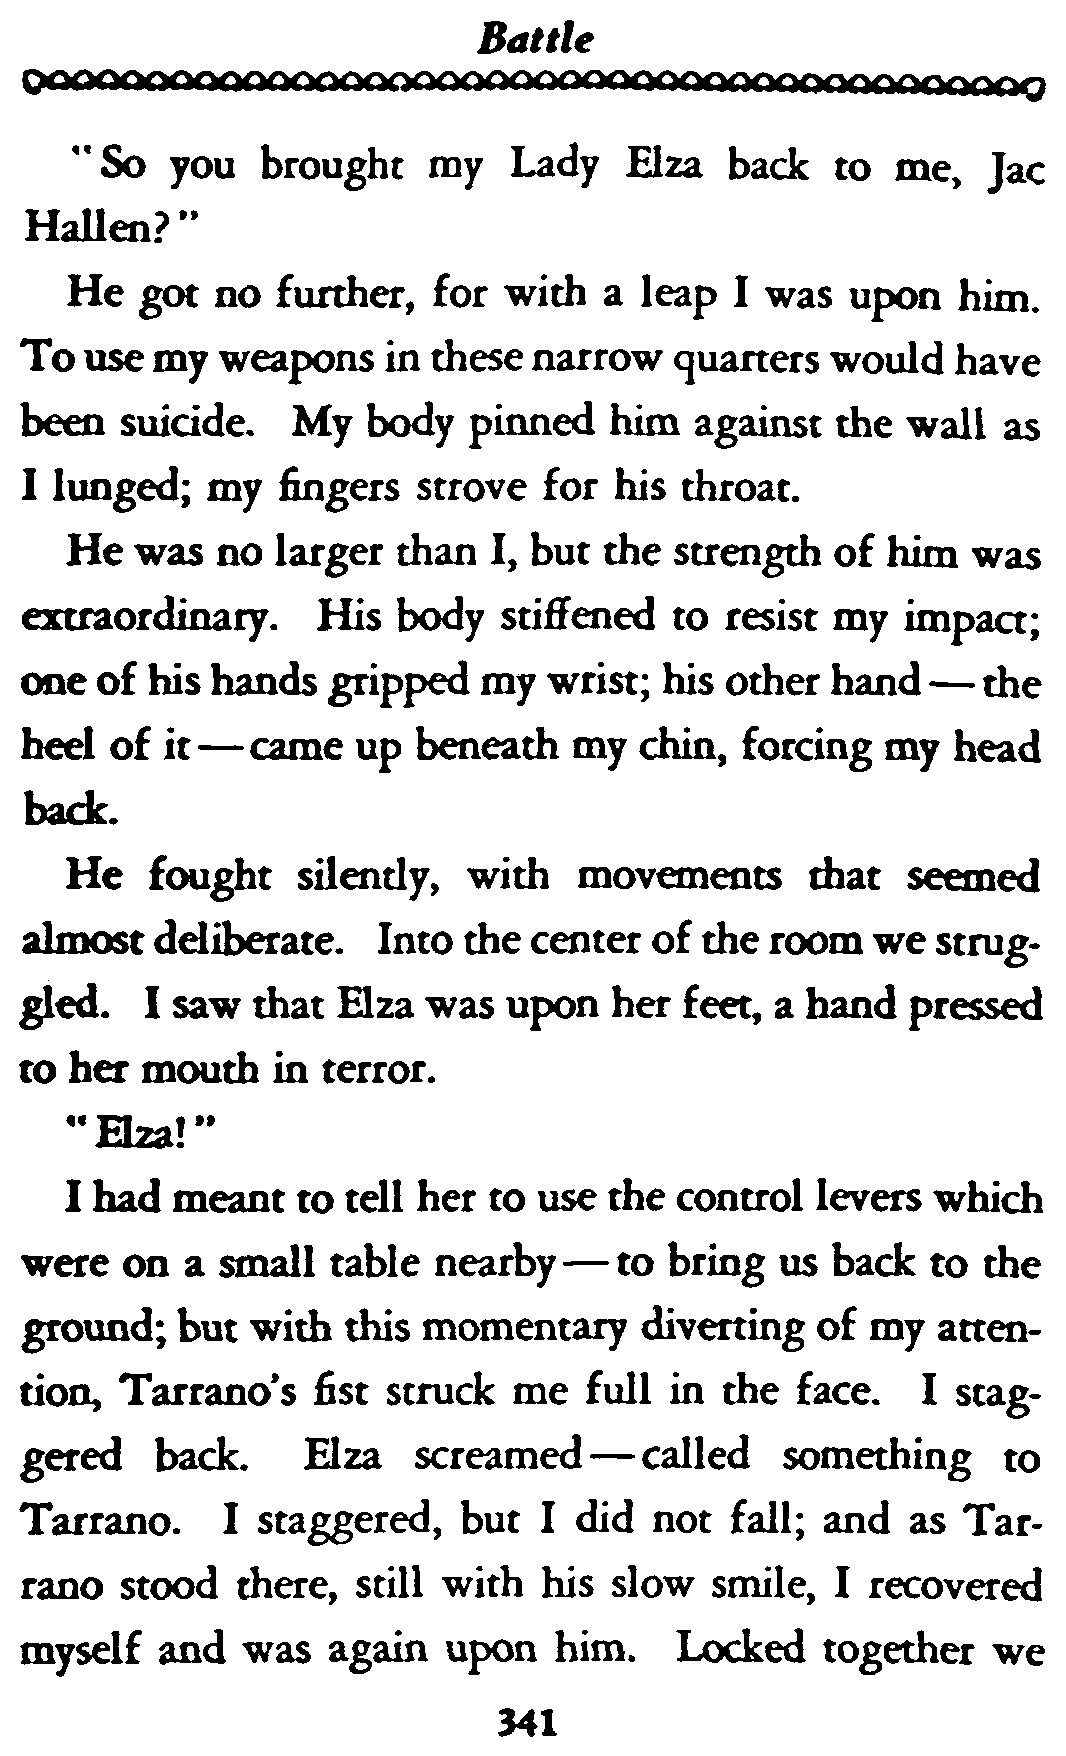 Battle
"So you brought my Lady Elza back to me, Jac
Hallen?"
He got no further, for with a leap I was upon him.
To use my weapons in these narrow quarters would have
been suicide. My body pinned him against the wall as
I lunged; my fingers strove for his throat.
He was no larger than I, but the strength of him was
extraordinary. His body stiffened to resist my impact;
one of his hands gripped my wrist; his other hand — the
heel of it — came up beneath my chin, forcing my head
back.
He fought silently, with movements that seemed
almost deliberate. Into the center of the room we strug-
gled. I saw that Elza was upon her feet, a hand pressed
to her mouth in terror.
"Elza!"
I had meant to tell her to use the control levers which
were on a small table nearby — to bring us back to the
ground; but with this momentary diverting of my atten-
tion, Tarrano's fist struck me full in the face. I stag-
gered back. Elza screamed — called something to
Tarrano. I staggered, but I did not fall; and as Tar-
rano stood there, still with his slow smile, I recovered
myself and was again upon him. Locked together we
341